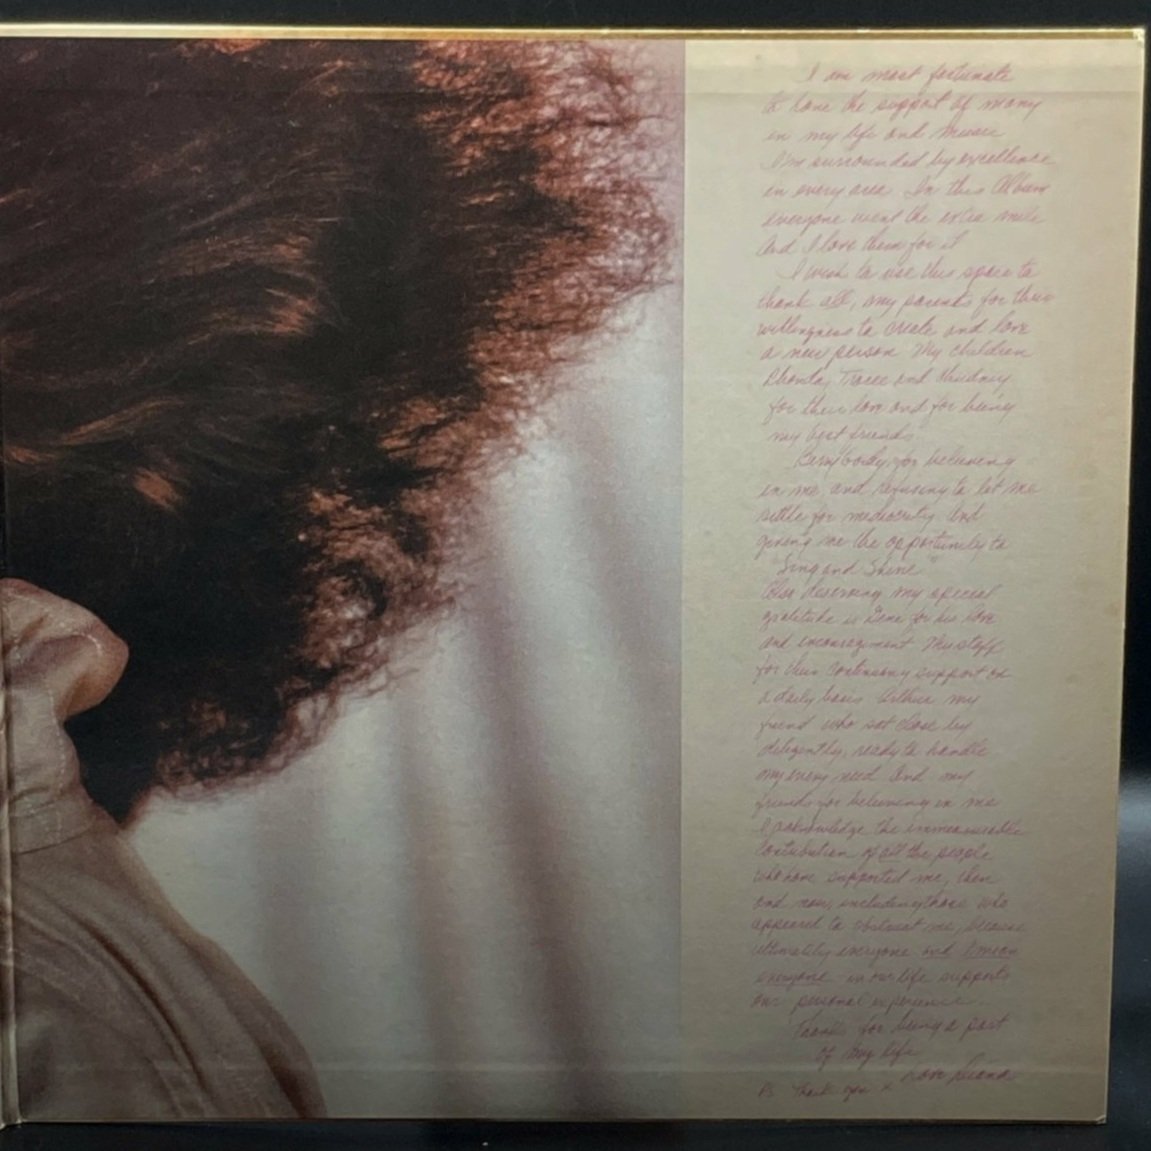 I am most fortunate
to have the support of many
in my life and music
I'm surrounded by excellence
in every area In this Album
everyone went the extra mile
And I love them for it
I wish to use this space to
thank all, my parents for their
willingness to create and love
a new person My children
Rhonda, Tracee and Chudney
for their love and for being
my best friends
Berry Gordy, for believing
in me, and refusing to let me
settle for mediocrity And
giving me the opportunity to
"Sing and Shine"
Also deserving my special
gratitude is Gene for his love
and encouragement My staff
for their continuing support on
a daily basis my
friend who sat close by
diligently, ready to handle
my every need And my
friends for believing in me
I acknowledge the immeasurable
contribution of all the people
who have supported me, then
and now, including those who
appeared to obstruct me, because
ultimately everyone and I mean
everyone - in our life supports
our personal experience.
Thanks for being a part
of my life
Love Diana
Ps Thank you x